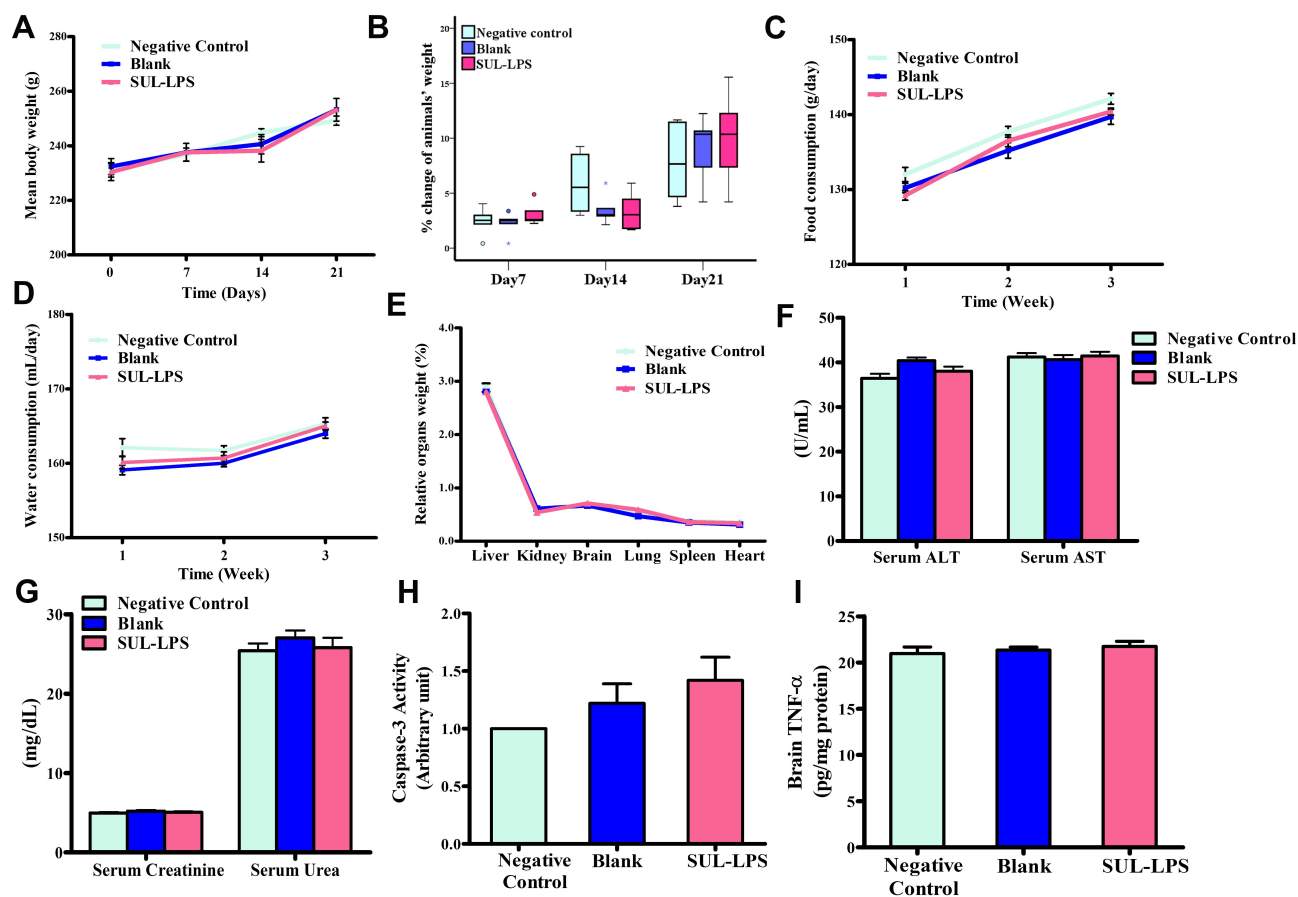 A
Mean body weight (g)
280
260
240
220
200
Negative Control
Blank
SUL-LPS
0 7 14 21
Time (Days)
B
% change of animals’ weight
20
15
10
5
0
Negative control
Blank
SUL-LPS
Day7 Day14 Day21
C
Food consumption (g/day)
150
140
130
120
Negative Control
Blank
SUL-LPS
1 2 3
Time (Week)
D
Water consumption (mL/day)
180
170
160
150
Negative Control
Blank
SUL-LPS
1 2 3
Time (Week)
E
Relative organs weight (%)
4.0
3.0
2.0
1.0
0.0
Negative Control
Blank
SUL-LPS
Liver Kidney Brain Lung Spleen Heart
F
(U/mL)
50
40
30
20
10
0
Negative Control
Blank
SUL-LPS
Serum ALT Serum AST
G
(mg/dL)
30
20
10
0
Negative Control
Blank
SUL-LPS
Serum Creatinine Serum Urea
H
Caspase-3 Activity
(Arbitrary unit)
2.0
1.5
1.0
0.5
0.0
Negative
Control
Blank
SUL-LPS
I
Brain TNF-α
(pg/mg protein)
25
20
15
10
5
0
Negative
Control
Blank
SUL-LPS